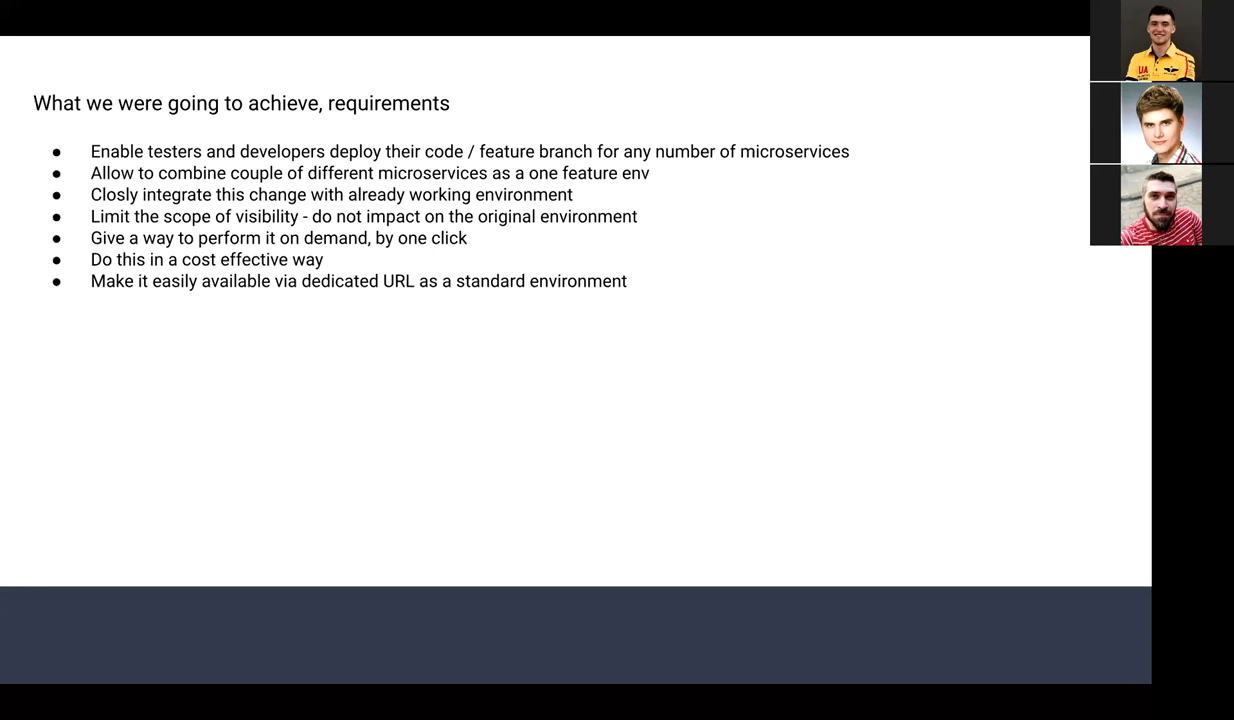 What we were going to achieve, requirements
● Enable testers and developers deploy their code / feature branch for any number of microservices
● Allow to combine couple of different microservices as a one feature env
● Closly integrate this change with already working environment
● Limit the scope of visibility - do not impact on the original environment
● Give a way to perform it on demand, by one click
● Do this in a cost effective way
● Make it easily available via dedicated URL as a standard environment
UA